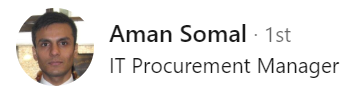 Aman Somal · 1st
IT Procurement Manager